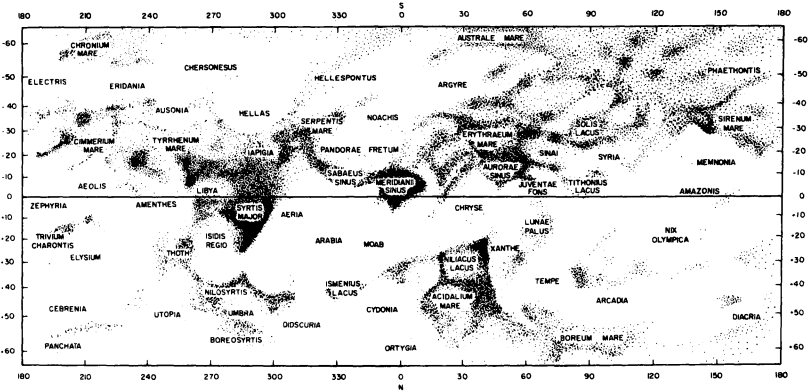 S
180 210 240 270 300 330 0 30 60 90 120 150 180
-60 CHRONIUM MARE AUSTRALE MARE -60
-50 ELECTRIS ERIDANIA CHERSONESUS HELLESPONTUS ARGYRE PHAETHONTIS -50
-40 AUSONIA HELLAS SERPENTIS MARE NOACHIS SOLIS LACUS SIRENUM MARE -40
-30 CIMMERIUM MARE TYRRHENUM MARE IAPIGIA PANDORAE FRETUM ERYTHRAEUM MARE SINAI SYRIA -30
-20 MEMNONIA -20
-10 AEOLIS LIBYA SABAEUS SINUS MERIDIANI SINUS AURORAE SINUS JUVENTAE FONS TITHONIUS LACUS AMAZONIS -10
0 0
ZEPHYRIA AMENTHES SYRTIS MAJOR AERIA CHRYSE
+10 TRIVIUM CHARONTIS ISIDIS REGIO ARABIA MOAB LUNAE PALUS NIX OLYMPICA +10
+20 ELYSIUM THOTH NILIACUS LACUS XANTHE +20
+30 NILOSYRTIS ISMENIUS LACUS TEMPE +30
+40 CEBRENIA UTOPIA UMBRA CYDONIA ACIDALIUM MARE ARCADIA +40
+50 DIDSCURIA DIACRIA +50
+60 PANCHATA BOREOSYRTIS ORTYGIA BOREUM MARE +60
180 210 240 270 300 330 0 30 60 90 120 150 180
N